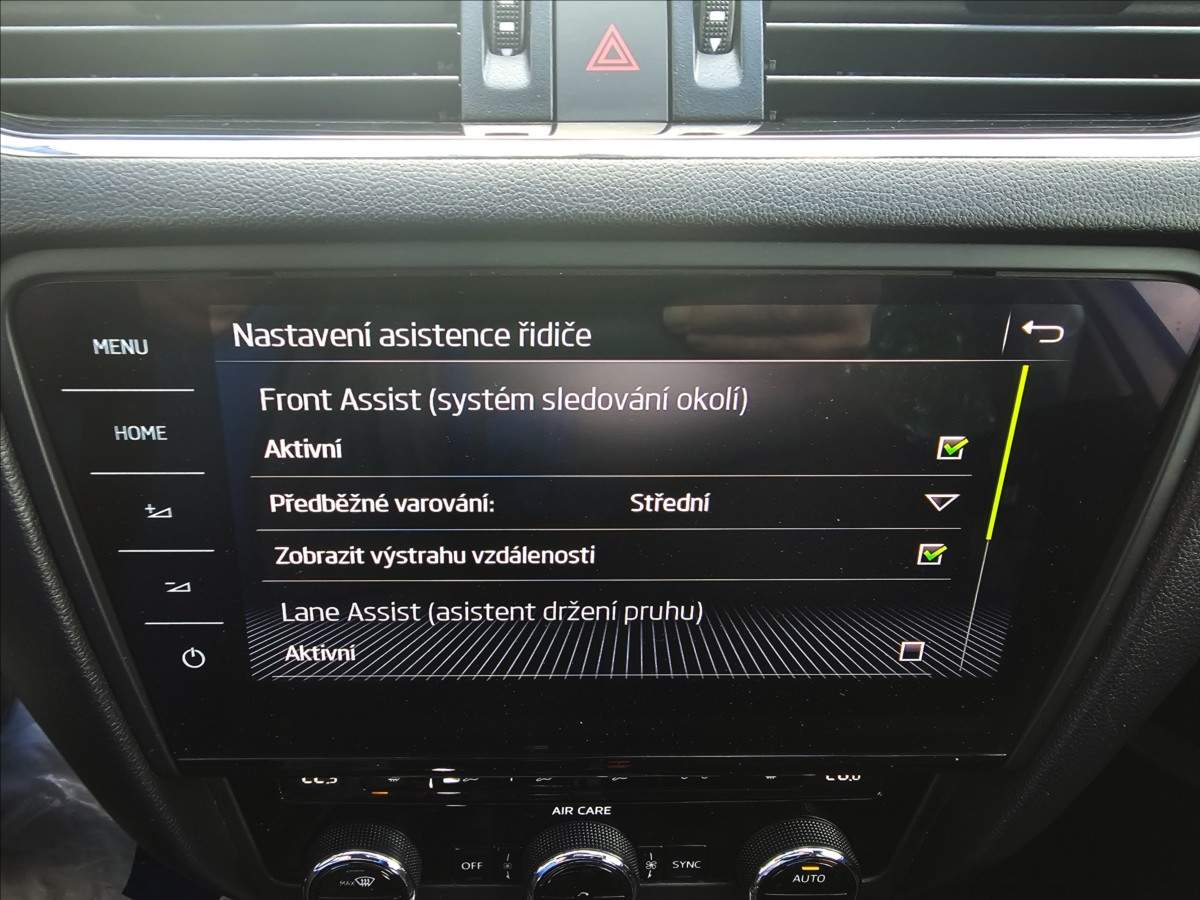 MENU
HOME
Nastavení asistence řidiče
Front Assist (systém sledování okolí)
Aktivní
Předběžné varování: Střední
Zobrazit výstrahu vzdálenosti
Lane Assist (asistent držení pruhu)
Aktivní
AIR CARE
OFF
SYNC
MAX
AUTO